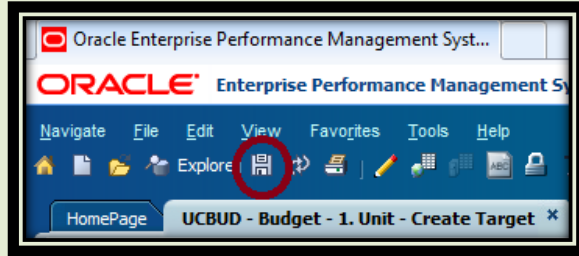 Oracle Enterprise Performance Management Syst...
ORACLE Enterprise Performance Management Sy
Navigate File Edit View Favorites Tools Help
Explore
ABC
HomePage UCBUD - Budget - 1. Unit - Create Target ×